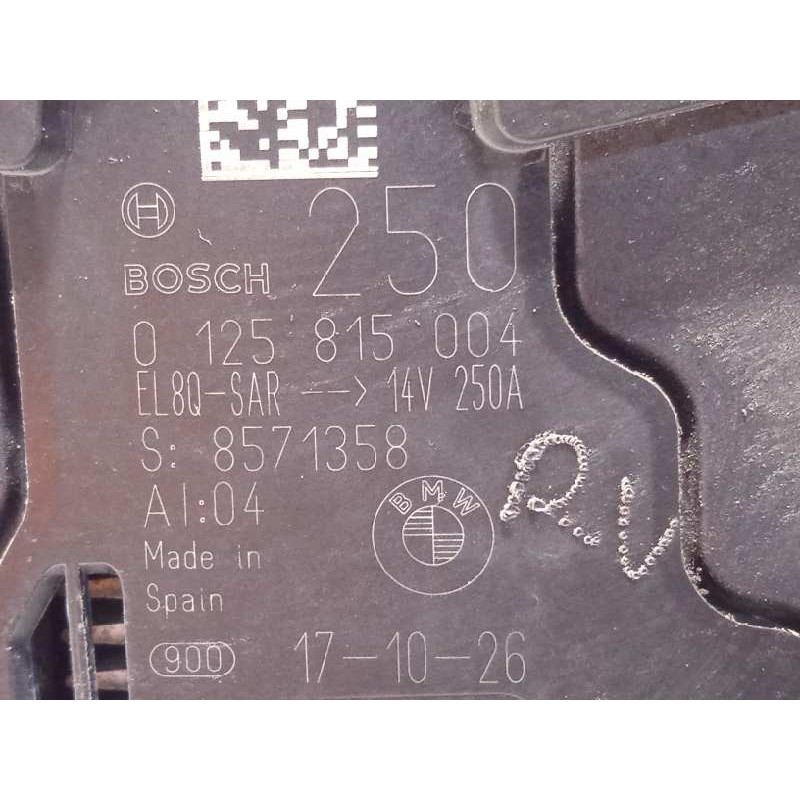 250
BOSCH
0 125 815 004
EL8Q-SAR --> 14V 250A
S: 8571358
AI:04
BMW
Made in
Spain
900
17-10-26
R.V